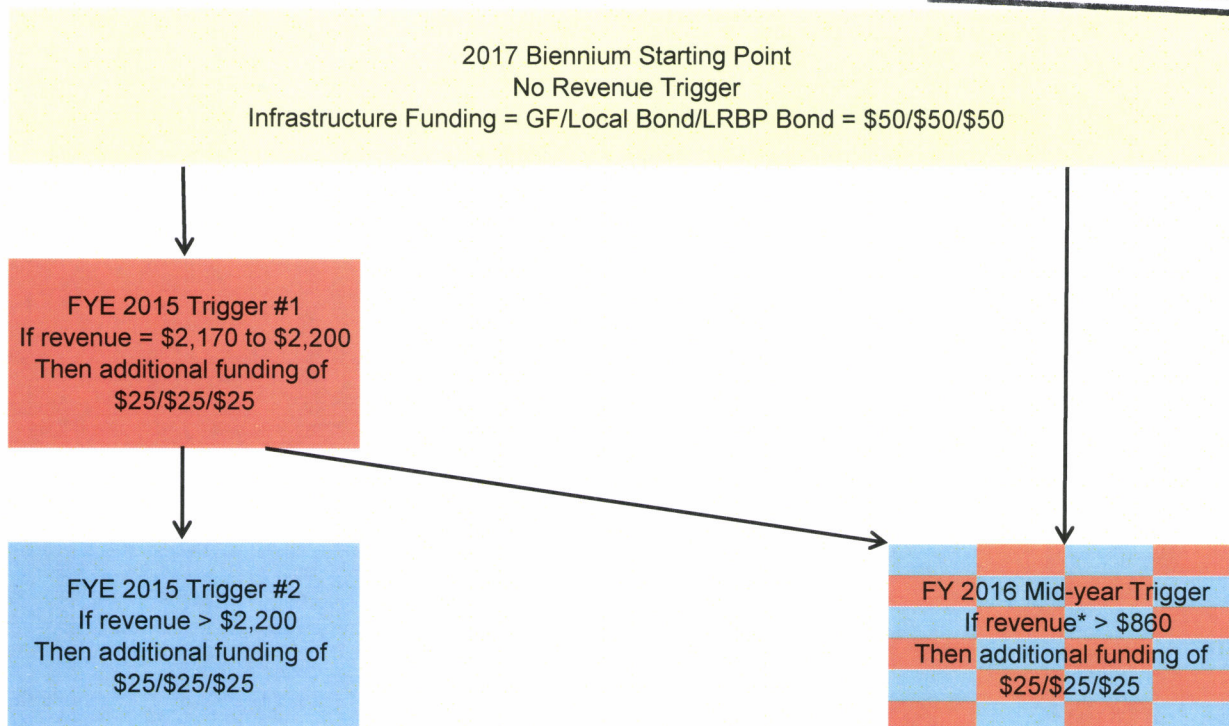 2017 Biennium Starting Point
No Revenue Trigger
Infrastructure Funding = GF/Local Bond/LRBP Bond = $50/$50/$50
FYE 2015 Trigger #1
If revenue = $2,170 to $2,200
Then additional funding of
$25/$25/$25
FYE 2015 Trigger #2
If revenue > $2,200
Then additional funding of
$25/$25/$25
FY 2016 Mid-year Trigger
If revenue* > $860
Then additional funding of
$25/$25/$25